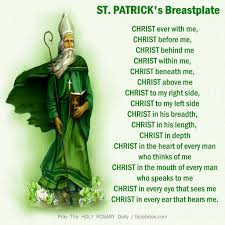 ST. PATRICK's Breastplate
CHRIST ever with me,
CHRIST before me,
CHRIST behind me
CHRIST within me,
CHRIST beneath me,
CHRIST above me
CHRIST to my right side,
CHRIST to my left side
CHRIST in his breadth,
CHRIST in his length,
CHRIST in depth
CHRIST in the heart of every man
who thinks of me
CHRIST in the mouth of every man
who speaks to me
CHRIST in every eye that sees me
CHRIST in every ear that hears me.
Pray The HOLY ROSARY Daily / facebook.com